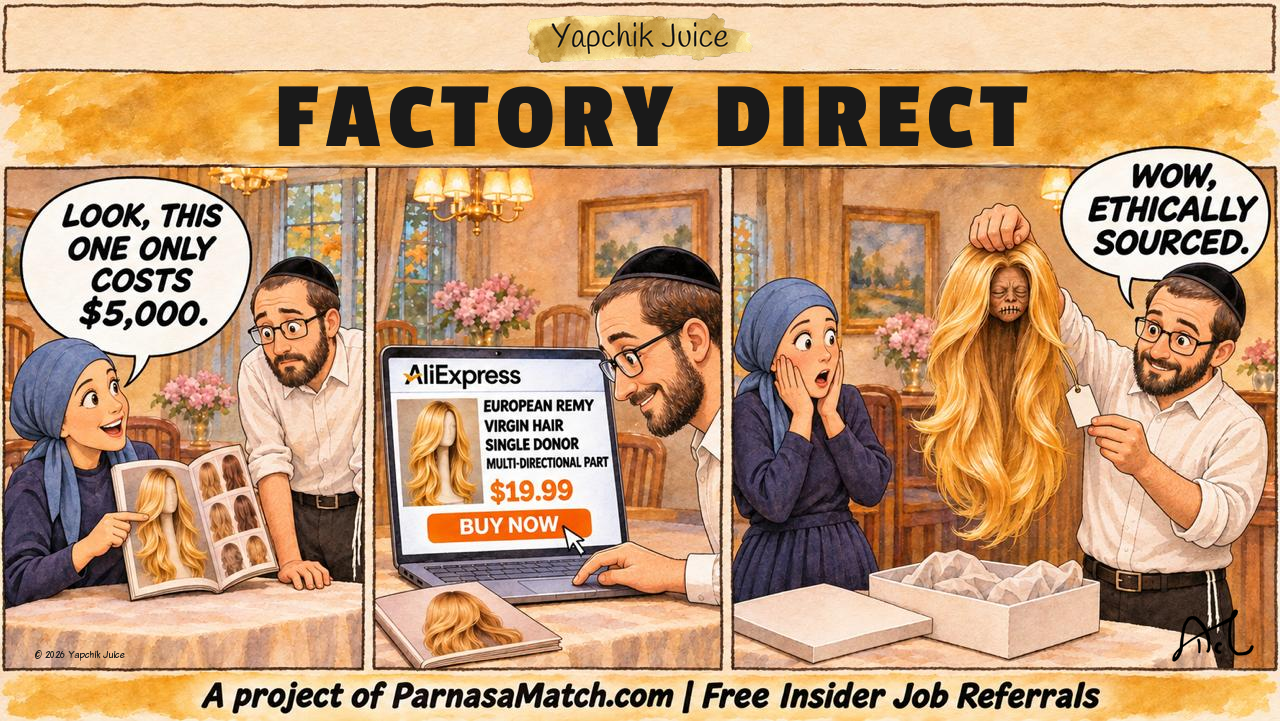 Yapchik Juice
FACTORY DIRECT
LOOK, THIS
ONE ONLY
COSTS
$5,000.
AliExpress
EUROPEAN REMY
VIRGIN HAIR
SINGLE DONOR
MULTI-DIRECTIONAL PART
$19.99
BUY NOW
WOW,
ETHICALLY
SOURCED.
© 2026 Yapchik Juice
A project of ParnasaMatch.com | Free Insider Job Referrals